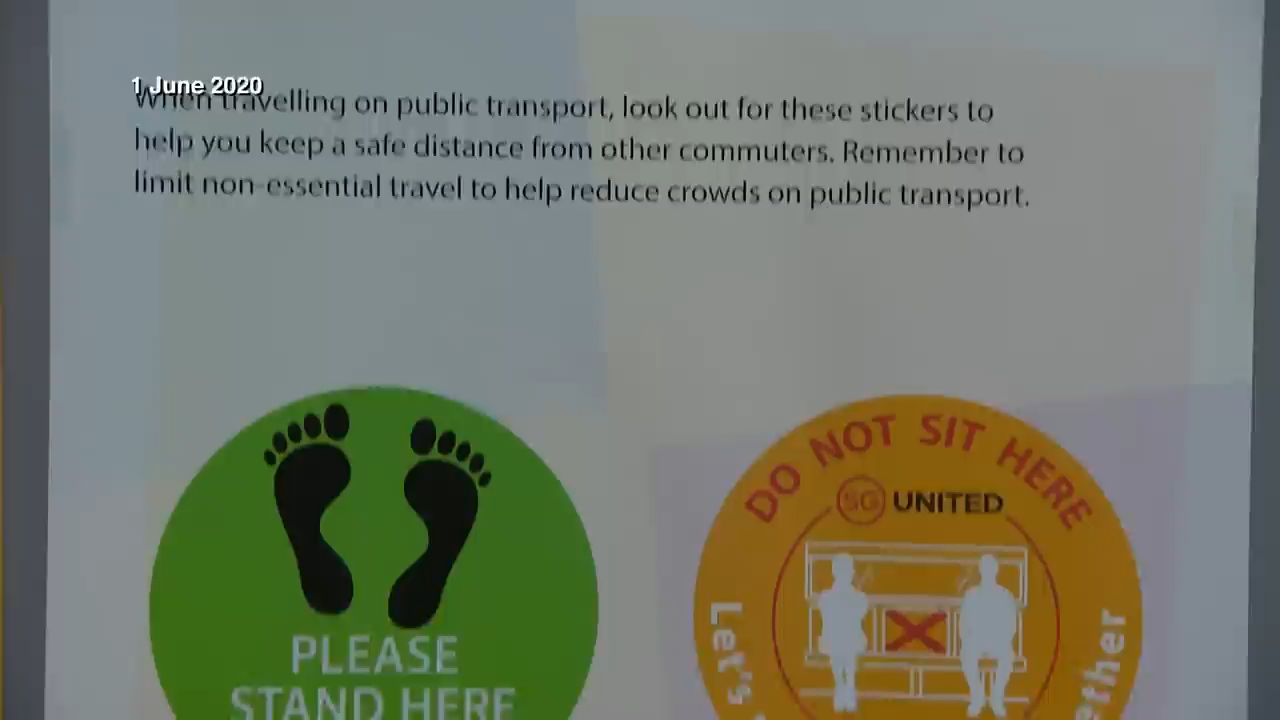 1 June 2020
When travelling on public transport, look out for these stickers to
help you keep a safe distance from other commuters. Remember to
limit non-essential travel to help reduce crowds on public transport.
PLEASE
STAND HERE
DO NOT SIT HERE
SG UNITED
Let's